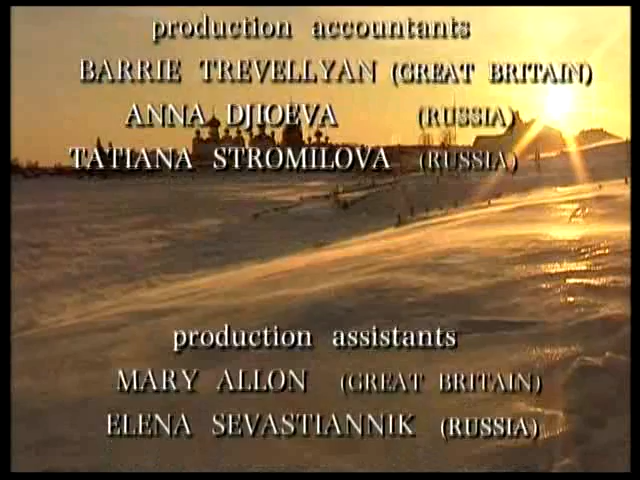 production accountants
BARRIE TREVELLYAN (GREAT BRITAIN)
ANNA DJIOEVA (RUSSIA)
TATIANA STROMILOVA (RUSSIA)
production assistants
MARY ALLON (GREAT BRITAIN)
ELENA SEVASTIANNIK (RUSSIA)